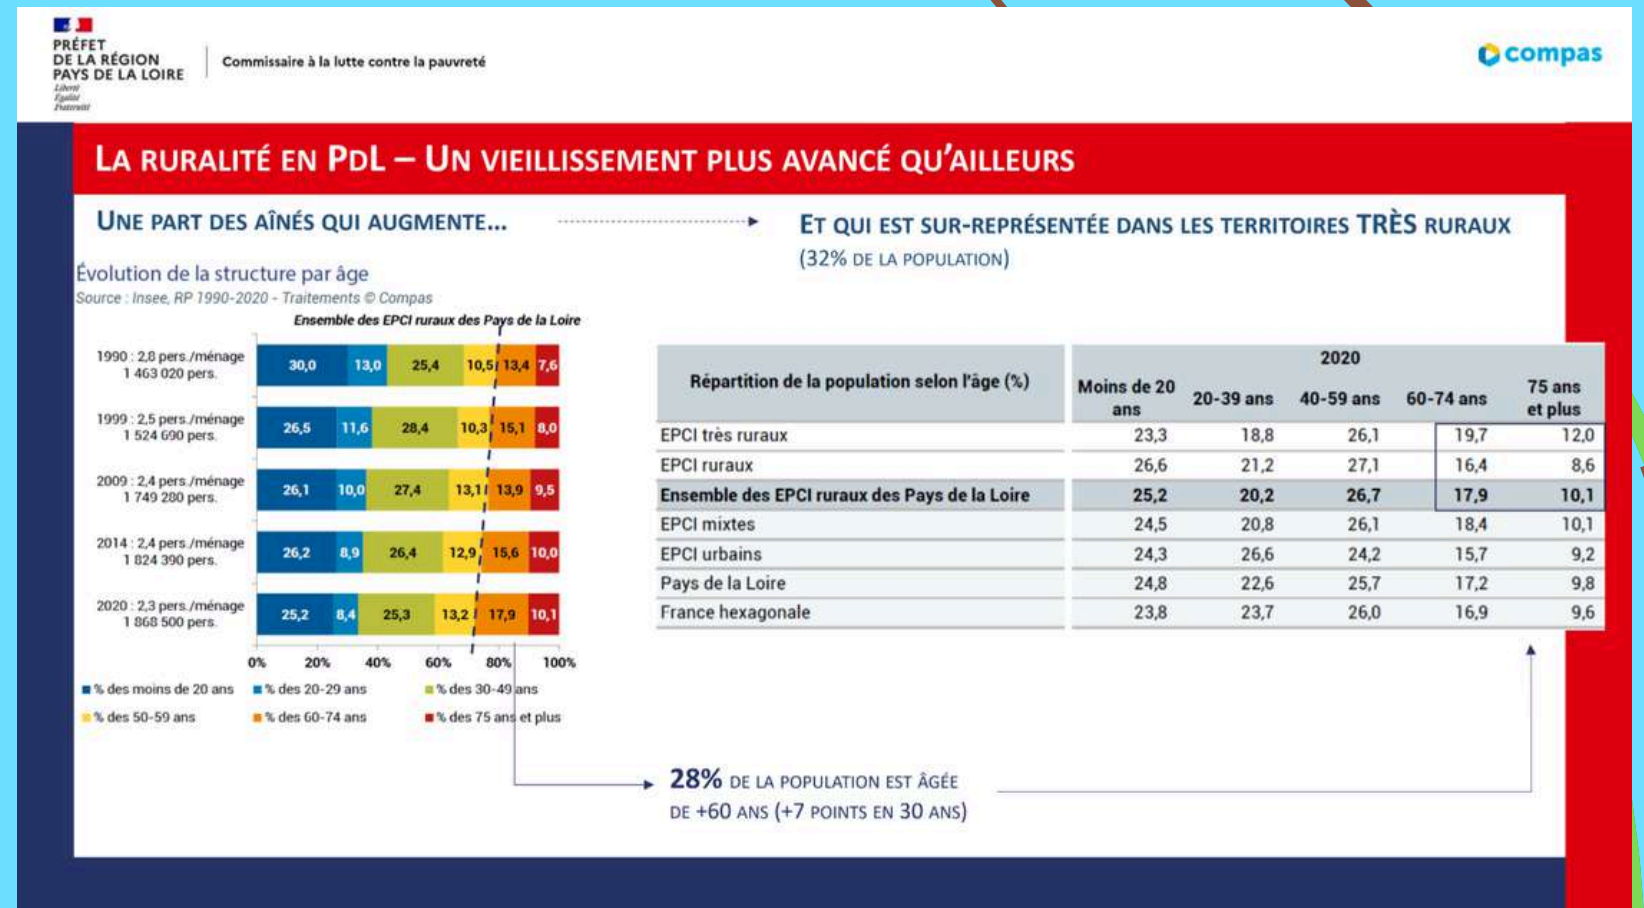 PRÉFET
DE LA RÉGION
PAYS DE LA LOIRE
Liberté
Égalité
Fraternité
Commissaire à la lutte contre la pauvreté
compas
LA RURALITÉ EN PDL – UN VIEILLISSEMENT PLUS AVANCÉ QU'AILLEURS
UNE PART DES AÎNÉS QUI AUGMENTE...
ET QUI EST SUR-REPRÉSENTÉE DANS LES TERRITOIRES TRÈS RURAUX
(32% DE LA POPULATION)
Évolution de la structure par âge
Source : Insee, RP 1990-2020 - Traitements © Compas
Ensemble des EPCI ruraux des Pays de la Loire
1990 : 2,8 pers./ménage
1 463 020 pers.
30,0 13,0 25,4 10,5 13,4 7,6
1999 : 2,5 pers./ménage
1 524 690 pers.
26,5 11,6 28,4 10,3 15,1 8,0
2009 : 2,4 pers./ménage
1 749 280 pers.
26,1 10,0 27,4 13,1 13,9 9,5
2014 : 2,4 pers./ménage
1 824 390 pers.
26,2 8,9 26,4 12,9 15,6 10,0
2020 : 2,3 pers./ménage
1 868 500 pers.
25,2 8,4 25,3 13,2 17,9 10,1
0% 20% 40% 60% 80% 100%
% des moins de 20 ans % des 20-29 ans % des 30-49 ans
% des 50-59 ans % des 60-74 ans % des 75 ans et plus
Répartition de la population selon l'âge (%)
2020
Moins de 20 ans 20-39 ans 40-59 ans 60-74 ans 75 ans et plus
EPCI très ruraux 23,3 18,8 26,1 19,7 12,0
EPCI ruraux 26,6 21,2 27,1 16,4 8,6
Ensemble des EPCI ruraux des Pays de la Loire 25,2 20,2 26,7 17,9 10,1
EPCI mixtes 24,5 20,8 26,1 18,4 10,1
EPCI urbains 24,3 26,6 24,2 15,7 9,2
Pays de la Loire 24,8 22,6 25,7 17,2 9,8
France hexagonale 23,8 23,7 26,0 16,9 9,6
28% DE LA POPULATION EST ÂGÉE
DE +60 ANS (+7 POINTS EN 30 ANS)